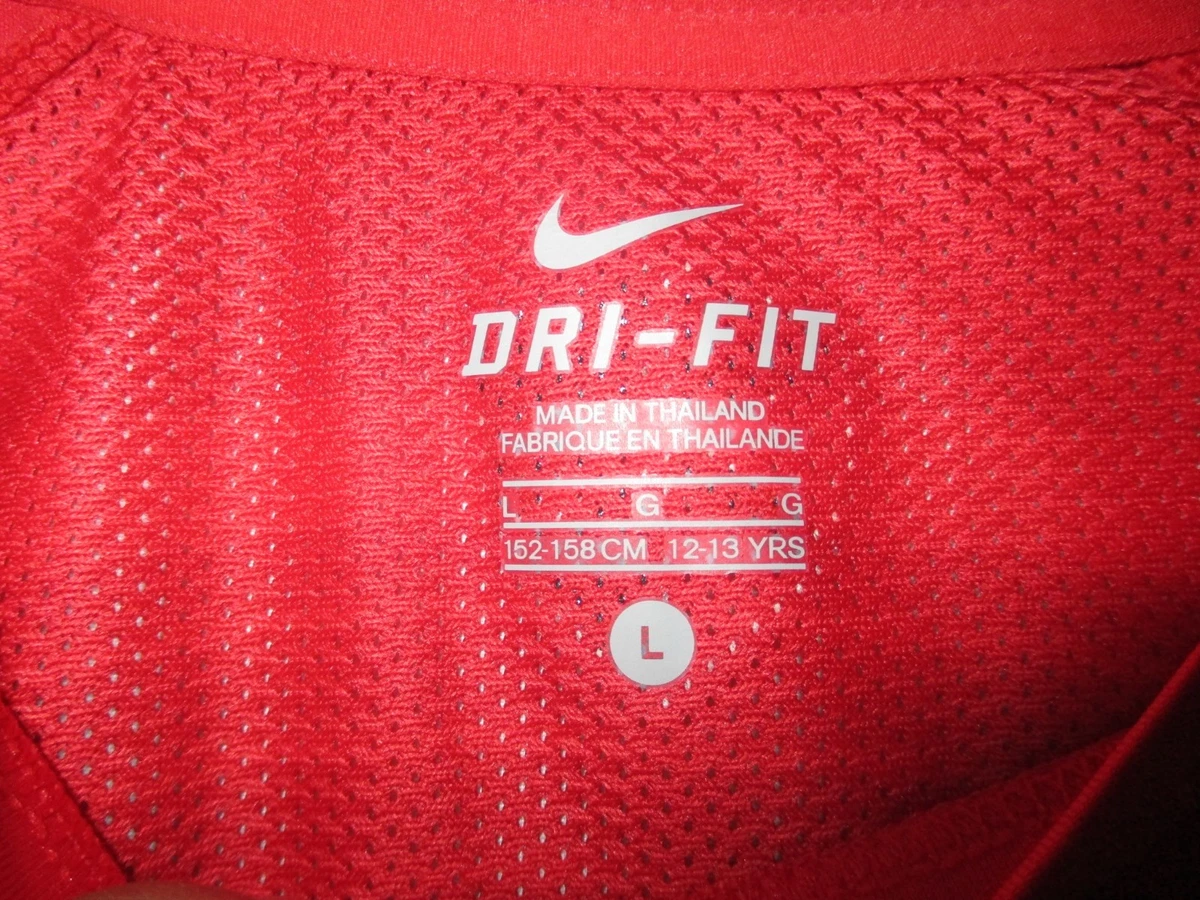 DRI-FIT
MADE IN THAILAND
FABRIQUE EN THAILANDE
L G G
152-158 CM 12-13 YRS
L